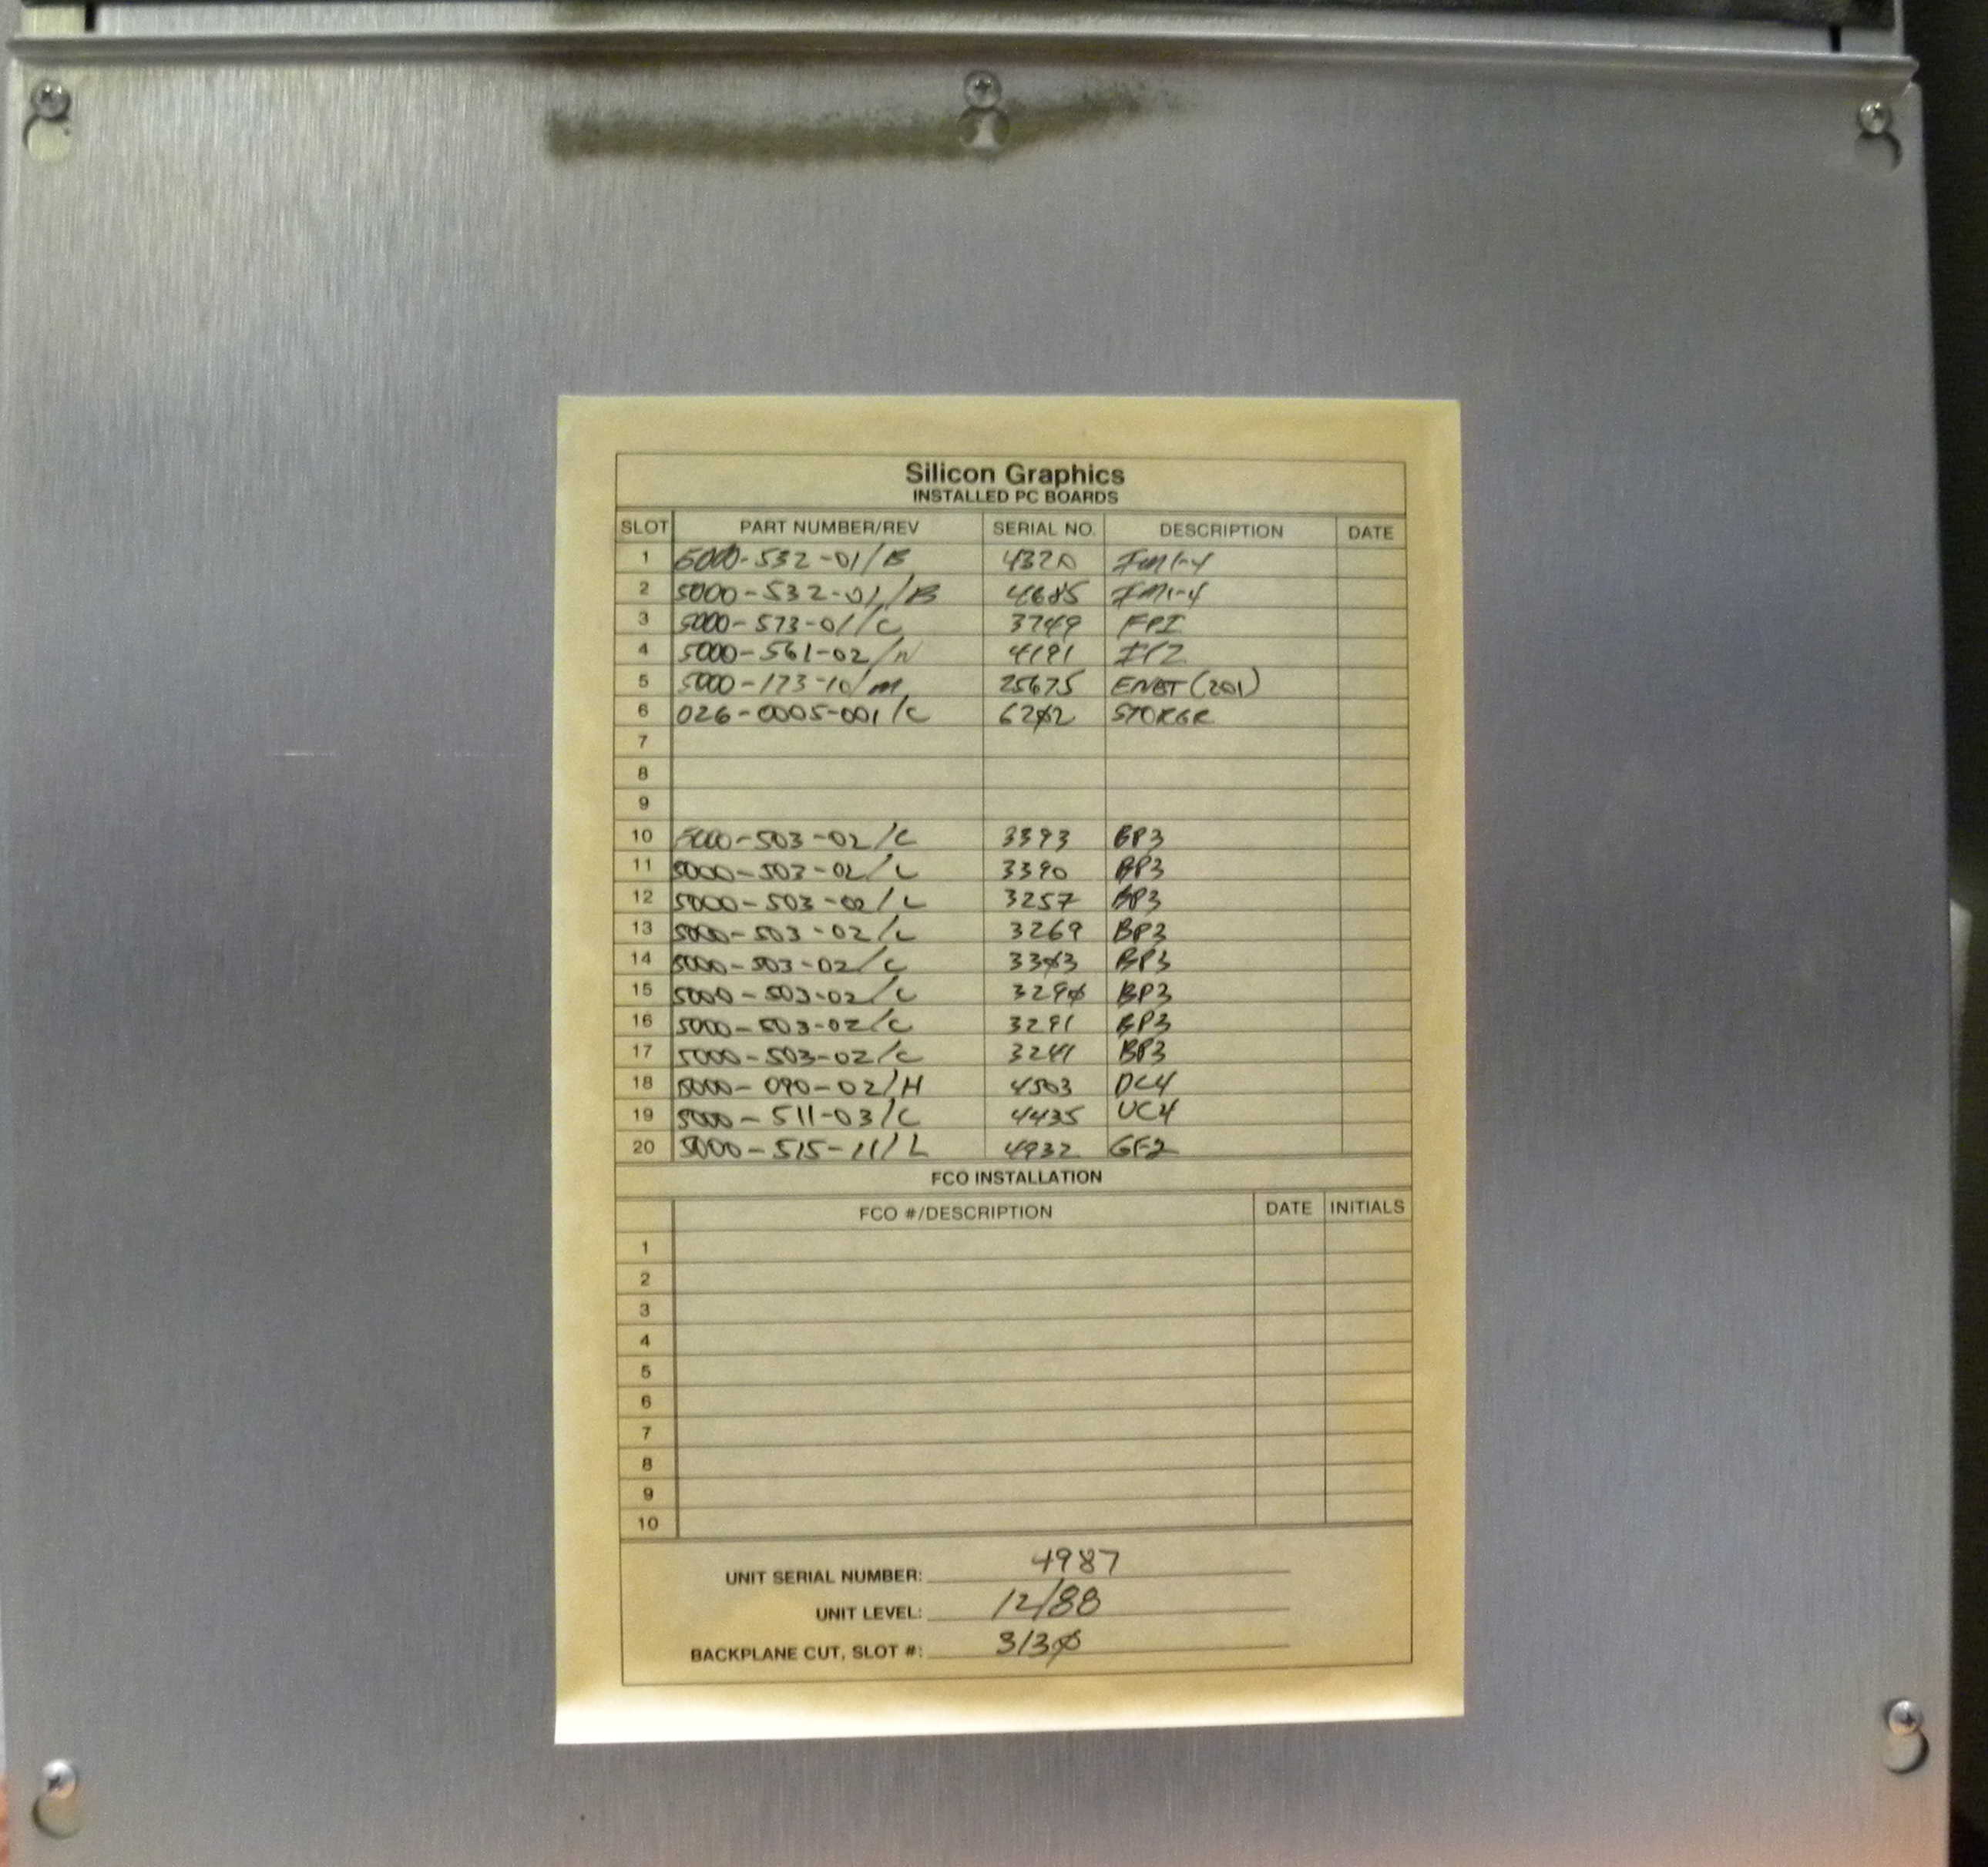 Silicon Graphics
INSTALLED PC BOARDS
SLOT PART NUMBER/REV SERIAL NO. DESCRIPTION DATE
1 5000-532-01/B 4320 IM1-4
2 5000-532-01/B 4685 IM1-4
3 5000-573-01/C 3749 FPI
4 5000-561-02/N 4191
5 5000-173-10/M 25675 ENET (201)
6 026-0005-001/C 6202 STORGR
7
8
9
10 5000-503-02/C 3393 BP3
11 5000-503-02/C 3390 BP3
12 5000-503-02/C 3257 BP3
13 5000-503-02/C 3269 BP3
14 5000-503-02/C BP3
15 5000-503-02/C 3290 BP3
16 5000-503-02/C 3291 BP3
17 5000-503-02/C 3241 BP3
18 5000-090-02/H 4503 DC4
19 5000-511-03/C 4435 UC4
20 5000-515-11/L 4932 GF2
FCO INSTALLATION
FCO #/DESCRIPTION DATE INITIALS
1
2
3
4
5
6
7
8
9
10
UNIT SERIAL NUMBER: 4987
UNIT LEVEL: 12/88
BACKPLANE CUT, SLOT #: 3130